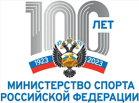 100
ЛЕТ
1923 2023
МИНИСТЕРСТВО СПОРТА
РОССИЙСКОЙ ФЕДЕРАЦИИ